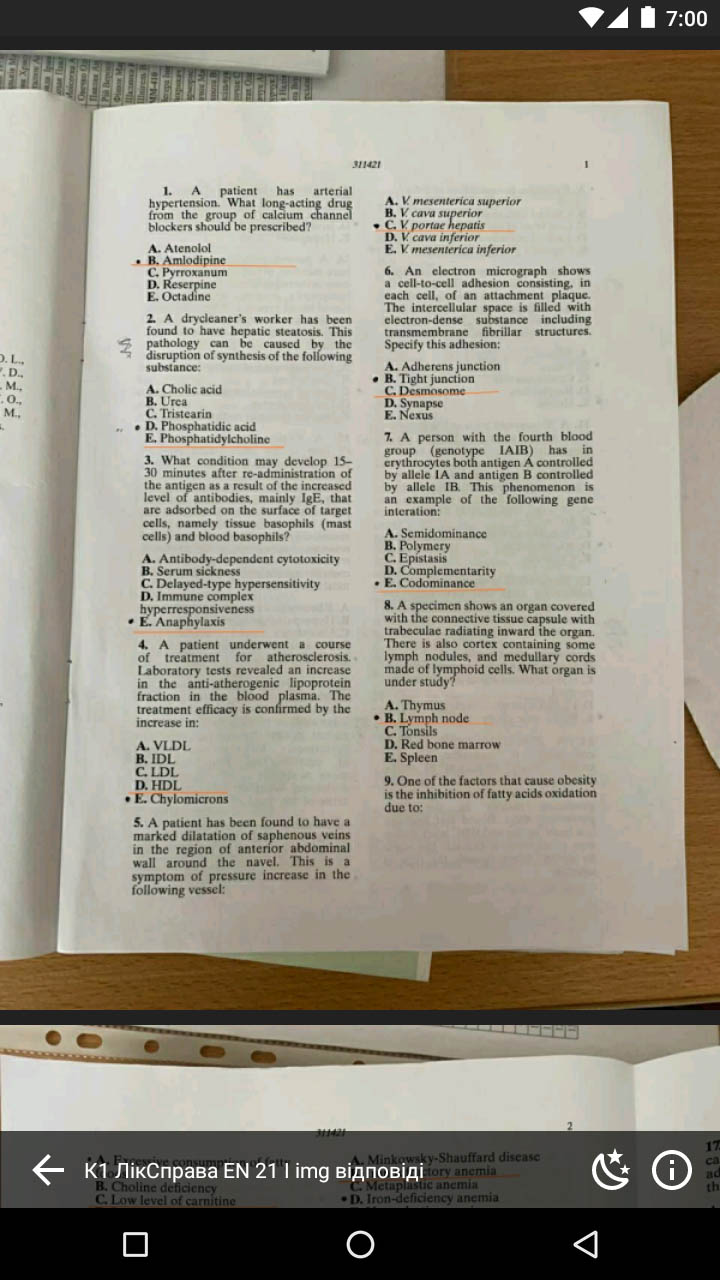 7:00
311421
1
1. A patient has arterial
hypertension. What long-acting drug
from the group of calcium channel
blockers should be prescribed?
A. Atenolol
B. Amlodipine
C. Pyrroxanum
D. Reserpine
E. Octadine
2. A drycleaner's worker has been
found to have hepatic steatosis. This
pathology can be caused by the
disruption of synthesis of the following
substance:
A. Cholic acid
B. Urea
C. Tristearin
D. Phosphatidic acid
E. Phosphatidylcholine
3. What condition may develop 15–
30 minutes after re-administration of
the antigen as a result of the increased
level of antibodies, mainly IgE, that
are adsorbed on the surface of target
cells, namely tissue basophils (mast
cells) and blood basophils?
A. Antibody-dependent cytotoxicity
B. Serum sickness
C. Delayed-type hypersensitivity
D. Immune complex
hyperresponsiveness
E. Anaphylaxis
4. A patient underwent a course
of treatment for atherosclerosis.
Laboratory tests revealed an increase
in the anti-atherogenic lipoprotein
fraction in the blood plasma. The
treatment efficacy is confirmed by the
increase in:
A. VLDL
B. IDL
C. LDL
D. HDL
E. Chylomicrons
5. A patient has been found to have a
marked dilatation of saphenous veins
in the region of anterior abdominal
wall around the navel. This is a
symptom of pressure increase in the
following vessel:
A. V. mesenterica superior
B. V. cava superior
C. V. portae hepatis
D. V. cava inferior
E. V. mesenterica inferior
6. An electron micrograph shows
a cell-to-cell adhesion consisting, in
each cell, of an attachment plaque.
The intercellular space is filled with
electron-dense substance including
transmembrane fibrillar structures.
Specify this adhesion:
A. Adherens junction
B. Tight junction
C. Desmosome
D. Synapse
E. Nexus
7. A person with the fourth blood
group (genotype IAIB) has in
erythrocytes both antigen A controlled
by allele IA and antigen B controlled
by allele IB. This phenomenon is
an example of the following gene
interation:
A. Semidominance
B. Polymery
C. Epistasis
D. Complementarity
E. Codominance
8. A specimen shows an organ covered
with the connective tissue capsule with
trabeculae radiating inward the organ.
There is also cortex containing some
lymph nodules, and medullary cords
made of lymphoid cells. What organ is
under study?
A. Thymus
B. Lymph node
C. Tonsils
D. Red bone marrow
E. Spleen
9. One of the factors that cause obesity
is the inhibition of fatty acids oxidation
due to:
D. L.,
. D.,
. M.,
. O.,
M.,
311421
2
A. Excessive consumption of fatty
B. Choline deficiency
C. Low level of carnitine
A. Minkowsky-Shauffard disease
anemia
C. Metaplastic anemia
D. Iron-deficiency anemia
17
ca
ad
th
К1 ЛікСправа EN 21 I img відповіді